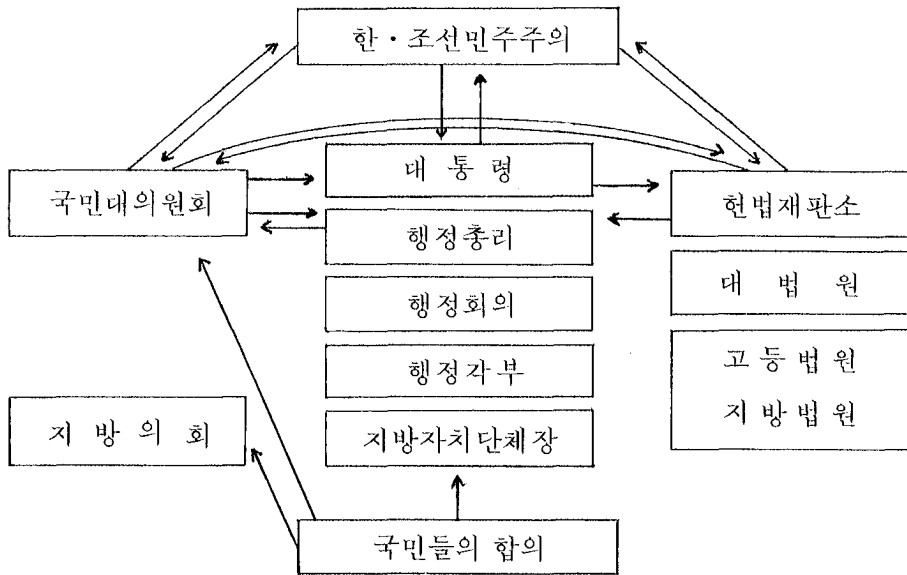 한·조선민주주의
대 통 령
국민대의원회
헌법재판소
행정총리
대 법 원
행정회의
고등법원
행정각부
지방법원
지 방 의 회
지방자치단체장
국민들의 합의